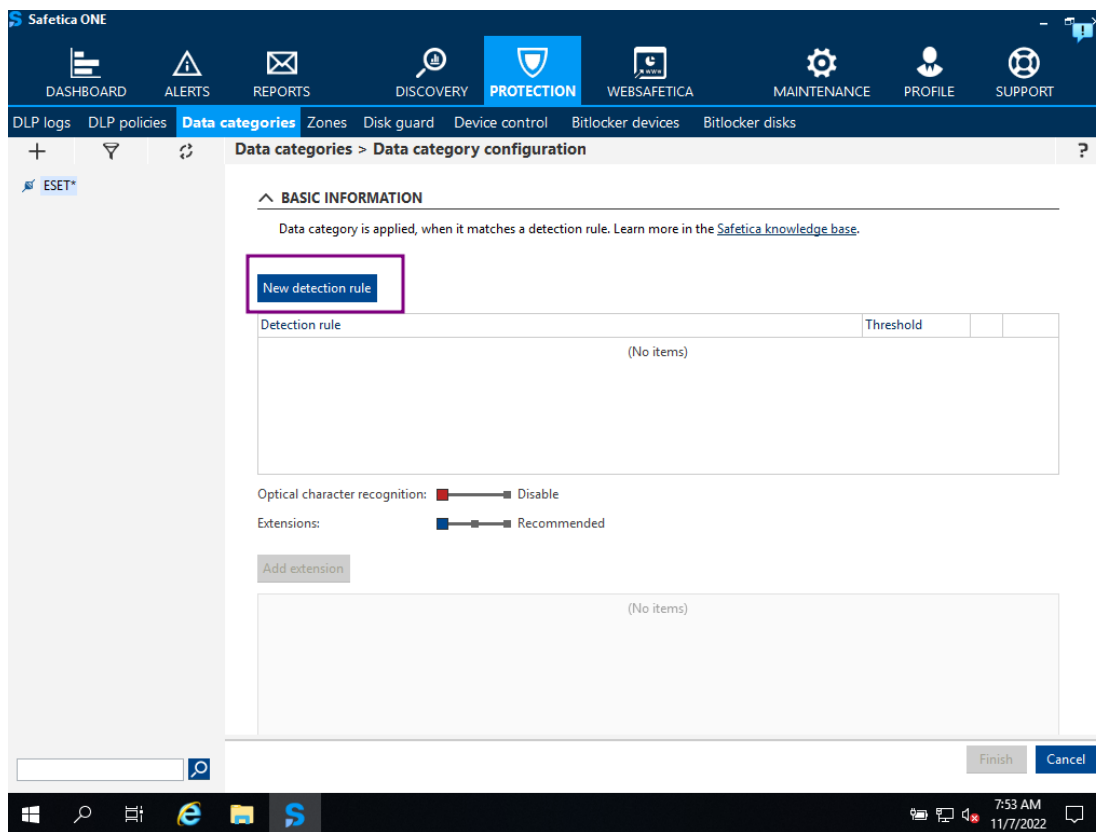 Safetica ONE
DASHBOARD ALERTS REPORTS DISCOVERY PROTECTION WEBSAFETICA MAINTENANCE PROFILE SUPPORT
DLP logs DLP policies Data categories Zones Disk guard Device control Bitlocker devices Bitlocker disks
Data categories > Data category configuration ?
ESET*
BASIC INFORMATION
Data category is applied, when it matches a detection rule. Learn more in the Safetica knowledge base.
New detection rule
Detection rule Threshold
(No items)
Optical character recognition: Disable
Extensions: Recommended
Add extension
(No items)
Finish Cancel
7:53 AM
11/7/2022